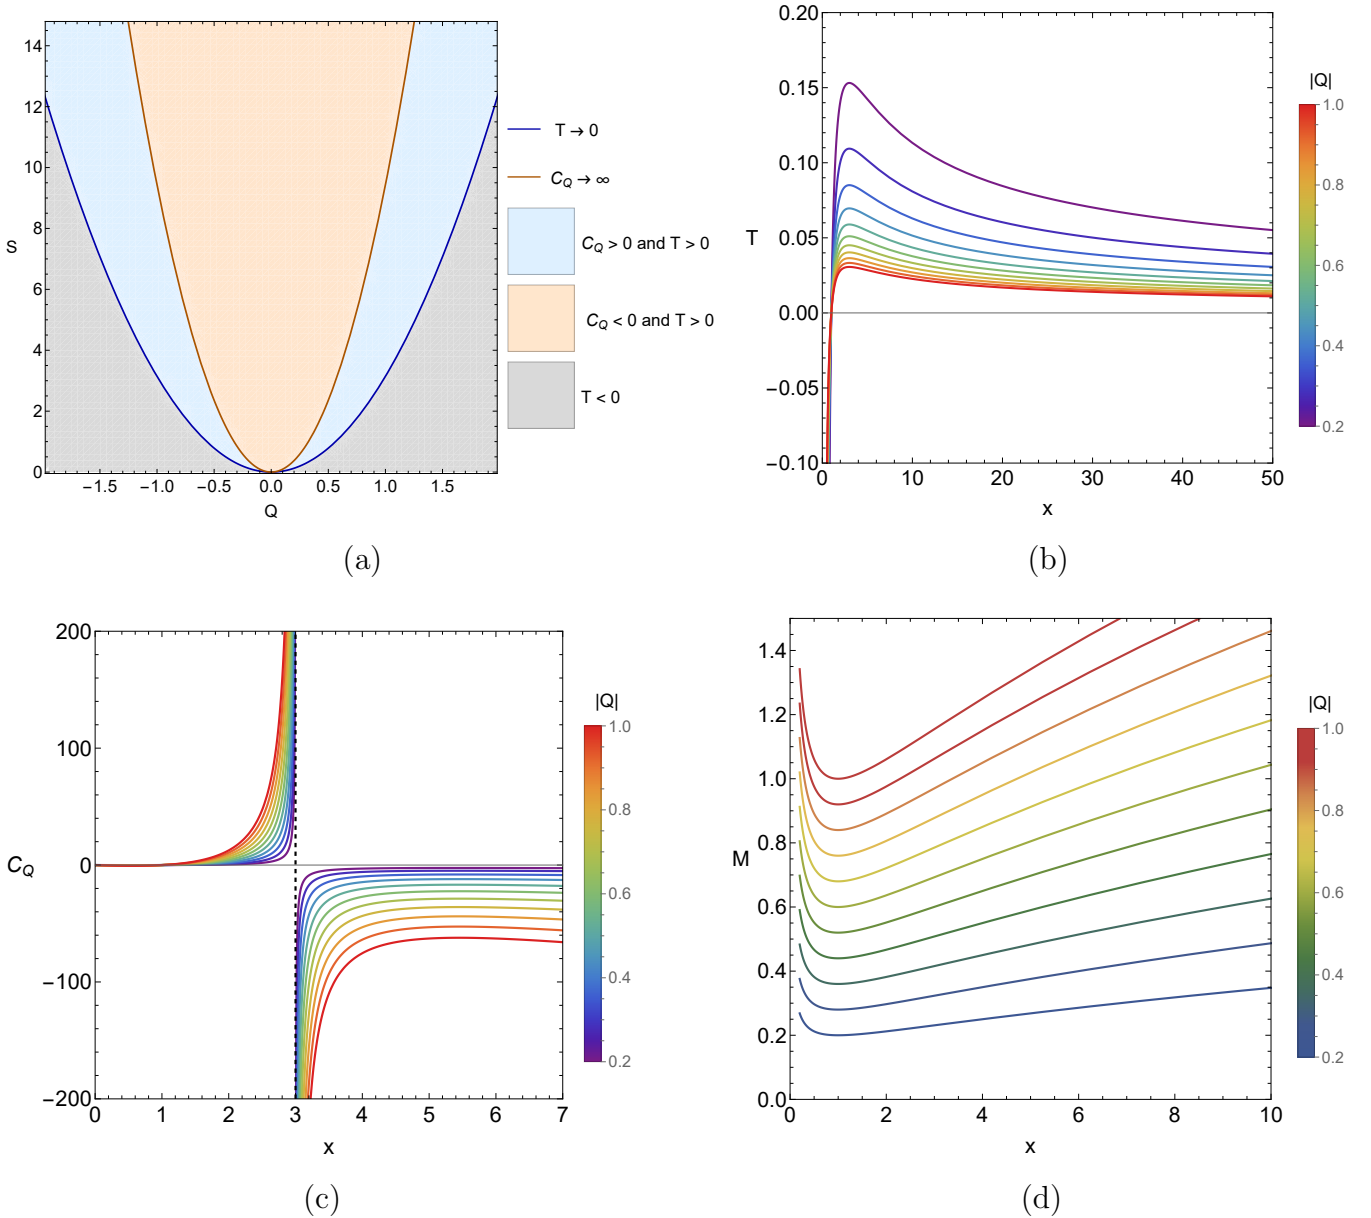 14
12
10
8
6
4
2
0
S
−1.5 −1.0 −0.5 0.0 0.5 1.0 1.5
Q
T → 0
C_Q → ∞
C_Q > 0 and T > 0
C_Q < 0 and T > 0
T < 0
(a)
0.20
0.15
0.10
0.05
0.00
−0.05
−0.10
T
0 10 20 30 40 50
x
|Q|
1.0
0.8
0.6
0.4
0.2
(b)
200
100
0
−100
−200
C_Q
0 1 2 3 4 5 6 7
x
|Q|
1.0
0.8
0.6
0.4
0.2
(c)
1.4
1.2
1.0
0.8
0.6
0.4
0.2
0.0
M
0 2 4 6 8 10
x
|Q|
1.0
0.8
0.6
0.4
0.2
(d)